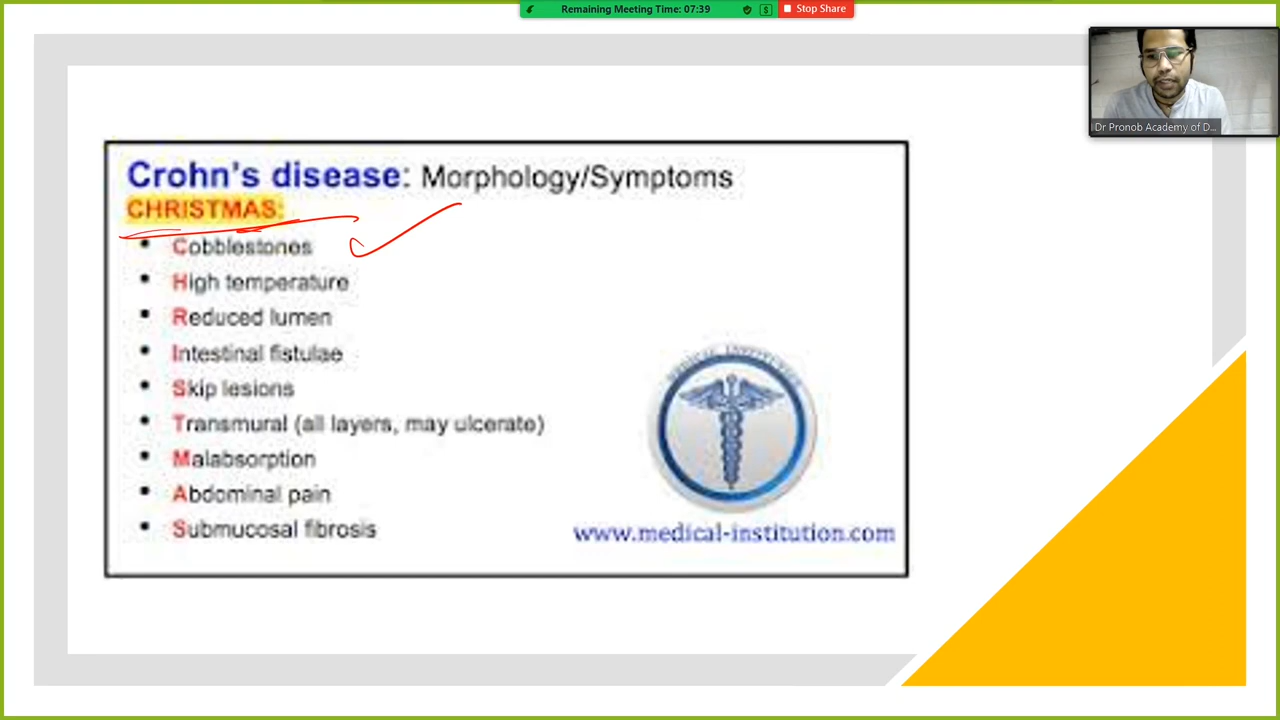 Remaining Meeting Time: 07:39
Stop Share
Dr Pronob Academy of D...
Crohn's disease: Morphology/Symptoms
CHRISTMAS:
• Cobblestones
• High temperature
• Reduced lumen
• Intestinal fistulae
• Skip lesions
• Transmural (all layers, may ulcerate)
• Malabsorption
• Abdominal pain
• Submucosal fibrosis
www.medical-institution.com